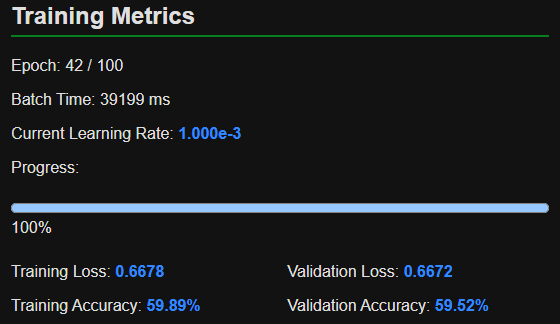 Training Metrics
Epoch: 42 / 100
Batch Time: 39199 ms
Current Learning Rate: 1.000e-3
Progress:
100%
Training Loss: 0.6678 Validation Loss: 0.6672
Training Accuracy: 59.89% Validation Accuracy: 59.52%